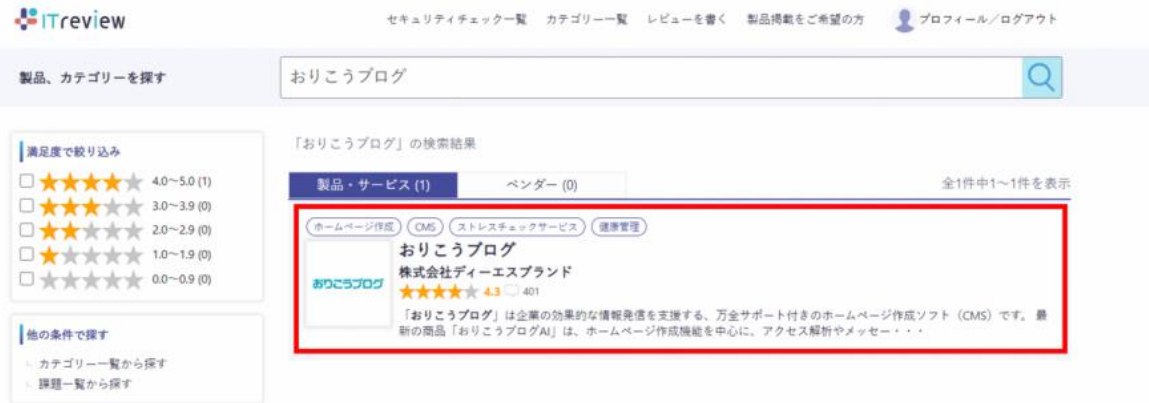 ITreview
セキュリティチェック一覧 カテゴリー一覧 レビューを書く 製品掲載をご希望の方 プロフィール／ログアウト
製品、カテゴリーを探す
おりこうブログ
満足度で絞り込み
4.0～5.0 (1)
3.0～3.9 (0)
2.0～2.9 (0)
1.0～1.9 (0)
0.0～0.9 (0)
他の条件で探す
カテゴリー一覧から探す
課題一覧から探す
「おりこうブログ」の検索結果
製品・サービス (1) ベンダー (0) 全1件中1～1件を表示
ホームページ作成 CMS ストレスチェックサービス 健康管理
おりこうブログ
おりこうブログ
株式会社ディーエスブランド
4.3 401
「おりこうブログ」は企業の効果的な情報発信を支援する、万全サポート付きのホームページ作成ソフト（CMS）です。 最
新の商品「おりこうブログAI」は、ホームページ作成機能を中心に、アクセス解析やメッセー・・・